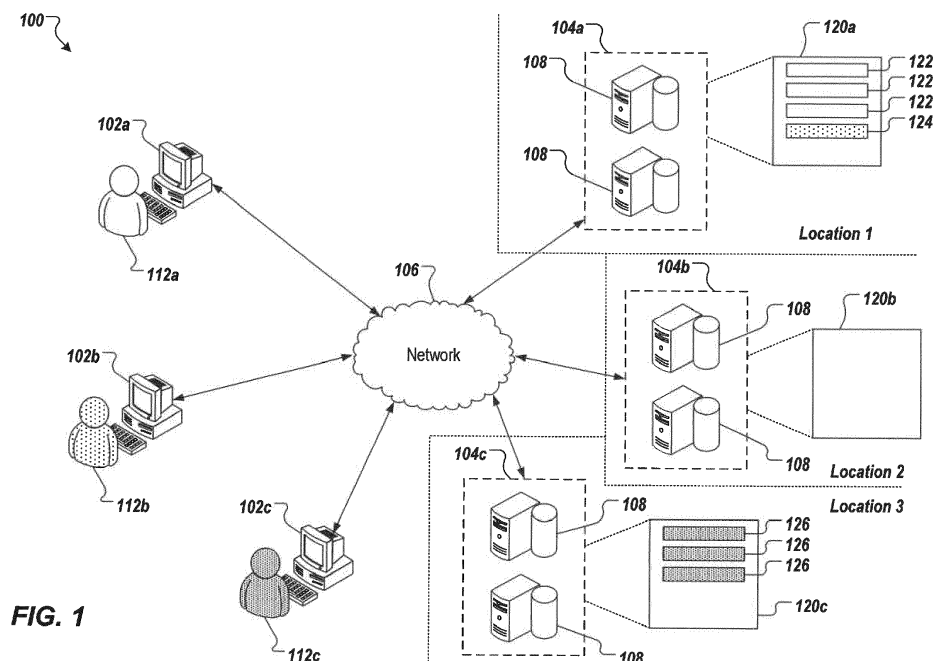 100
104a
120a
108
122
122
122
124
102a
108
112a
Location 1
106
104b
Network
108
120b
102b
108
Location 2
112b
104c
Location 3
102c
108
126
126
126
120c
FIG. 1
112c
108